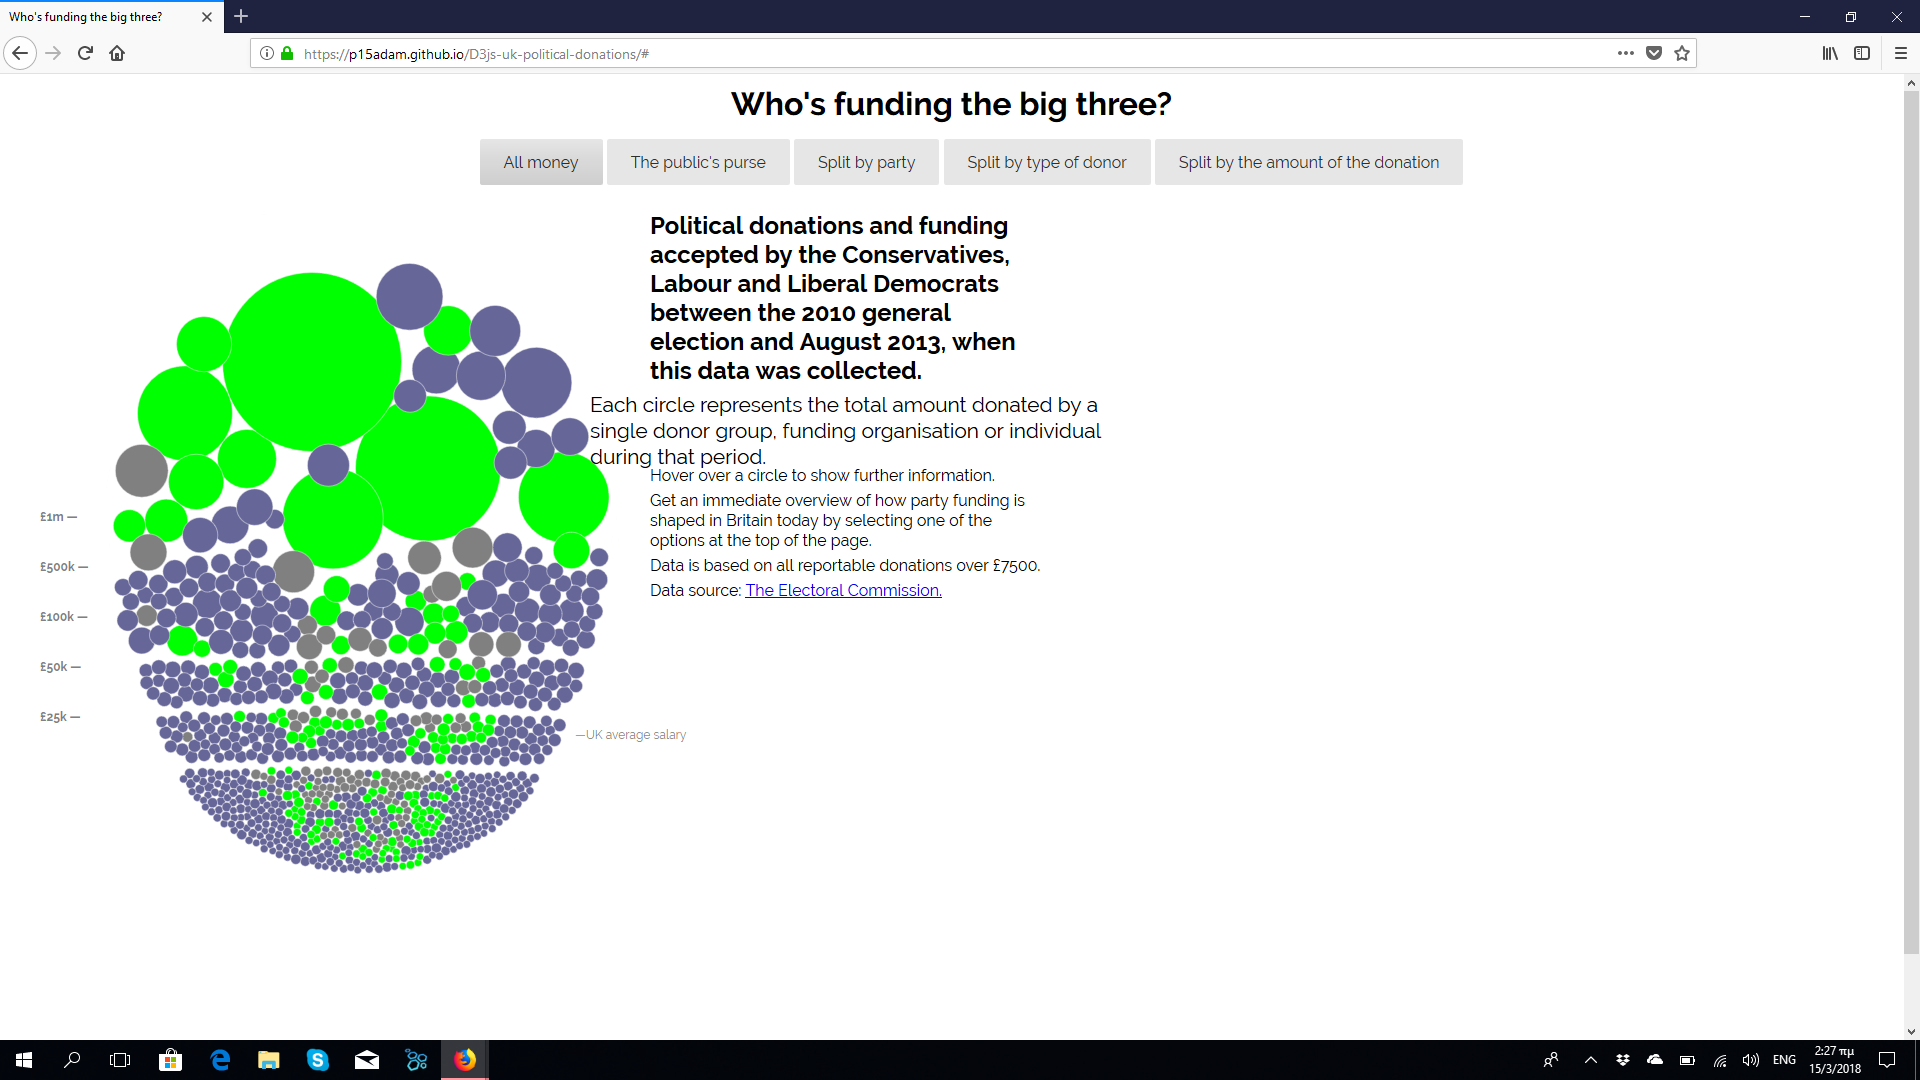 Who's funding the big three?
https://p15adam.github.io/D3js-uk-political-donations/#
Who's funding the big three?
All money
The public's purse
Split by party
Split by type of donor
Split by the amount of the donation
Political donations and funding
accepted by the Conservatives,
Labour and Liberal Democrats
between the 2010 general
election and August 2013, when
this data was collected.
Each circle represents the total amount donated by a
single donor group, funding organisation or individual
during that period.
Hover over a circle to show further information.
Get an immediate overview of how party funding is
shaped in Britain today by selecting one of the
options at the top of the page.
Data is based on all reportable donations over £7500.
Data source: The Electoral Commission.
£1m —
£500k —
£100k —
£50k —
£25k —
—UK average salary
ENG
2:27 πμ
15/3/2018